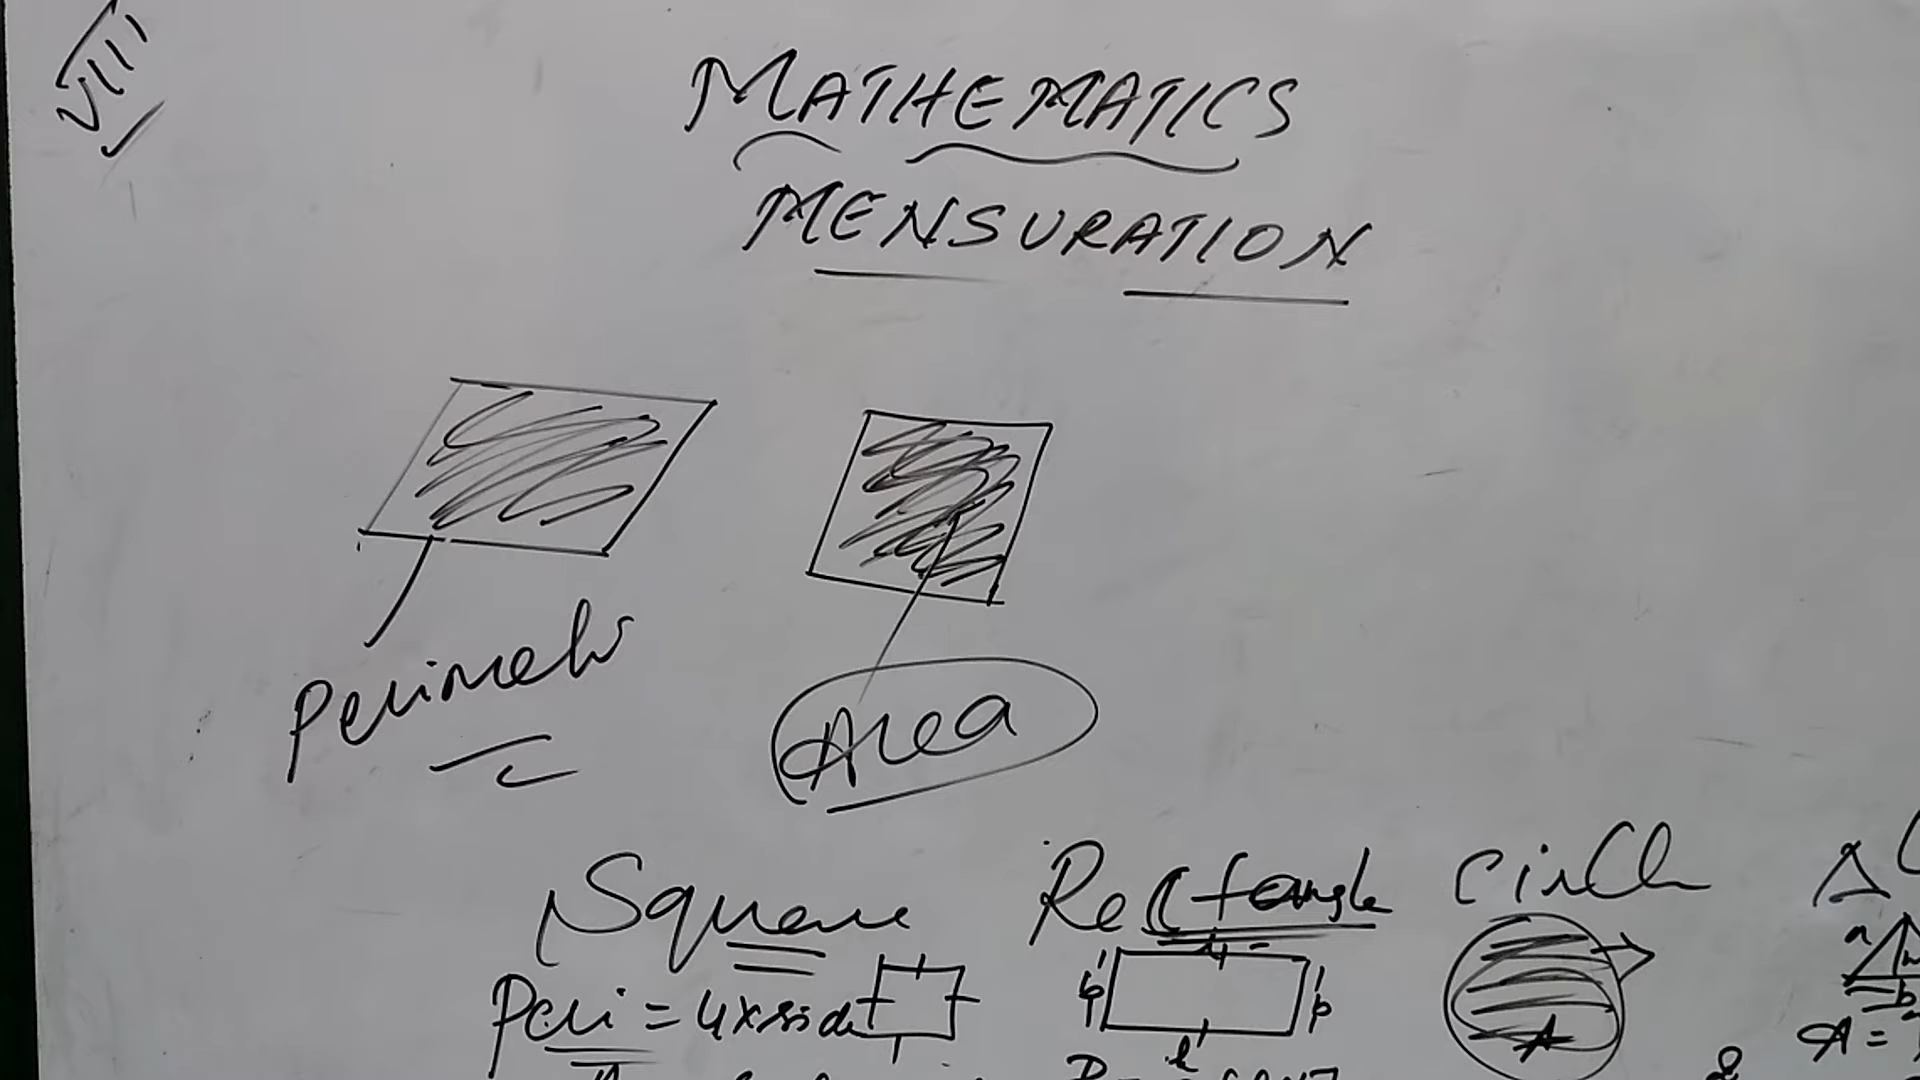 VIII
MATHEMATICS
MENSURATION
Perimeter
Area
Square Rectangle Circle Δ
Peri = 4×side
b b
l
A
a h
b
A =